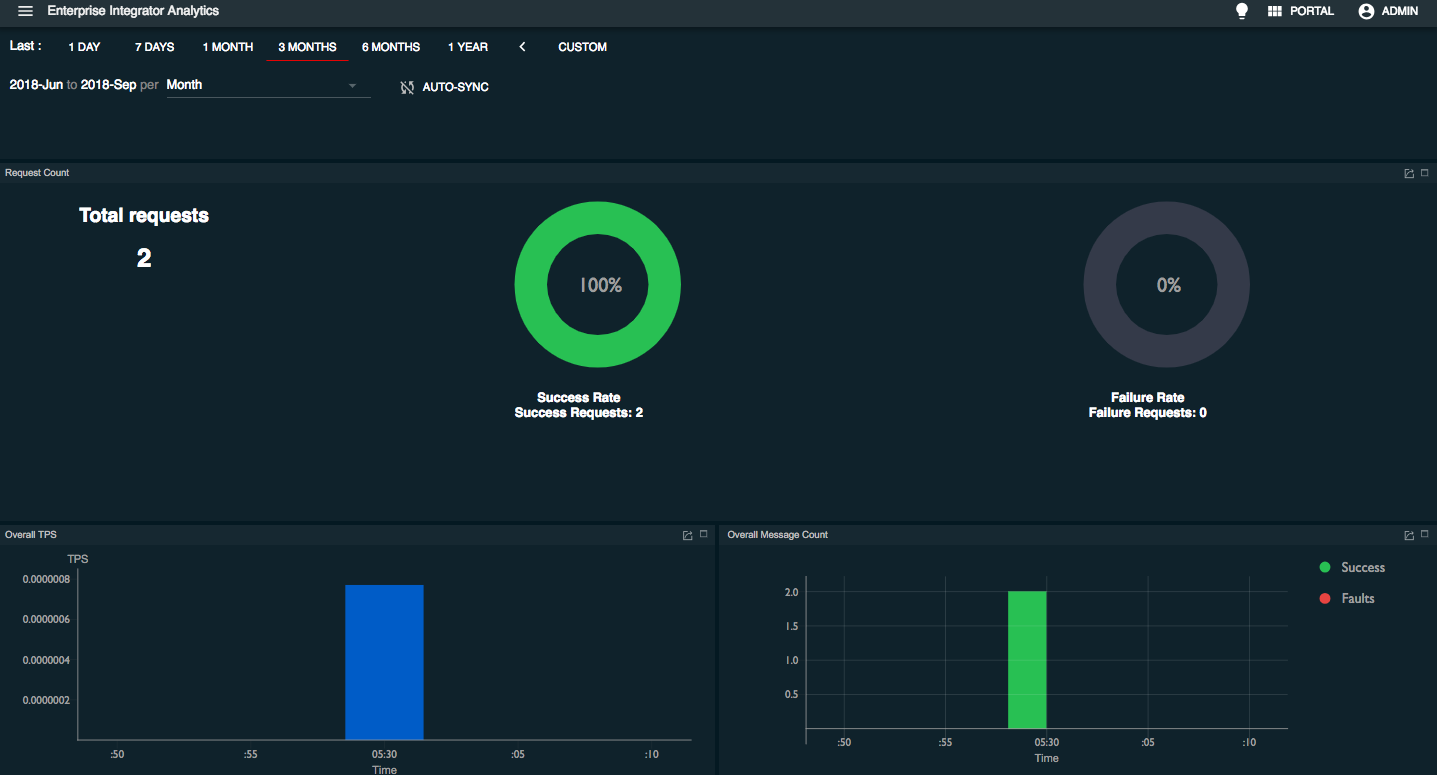 Enterprise Integrator Analytics PORTAL ADMIN
Last : 1 DAY 7 DAYS 1 MONTH 3 MONTHS 6 MONTHS 1 YEAR CUSTOM
2018-Jun to 2018-Sep per Month AUTO-SYNC
Request Count
Total requests
2
100%
Success Rate
Success Requests: 2
0%
Failure Rate
Failure Requests: 0
Overall TPS
TPS
0.0000008
0.0000006
0.0000004
0.0000002
:50 :55 05:30 :05 :10
Time
Overall Message Count
Success
Faults
2.0
1.5
1.0
0.5
:50 :55 05:30 :05 :10
Time